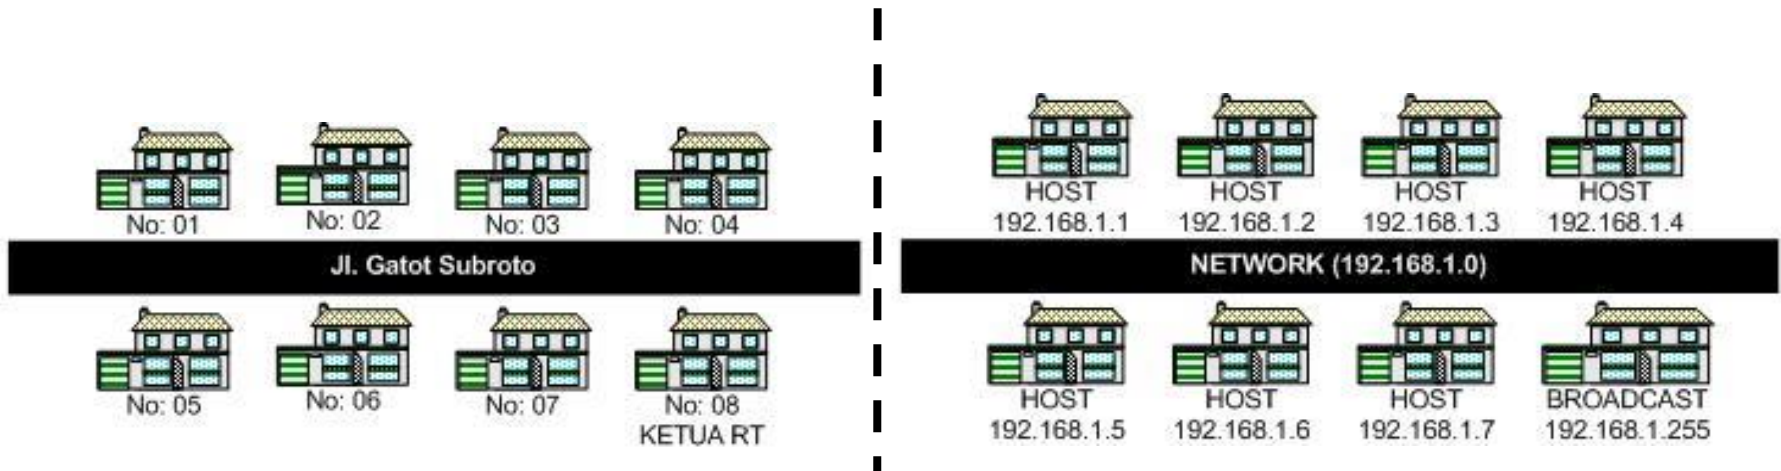 No: 01
No: 02
No: 03
No: 04
Jl. Gatot Subroto
No: 05
No: 06
No: 07
No: 08
KETUA RT
HOST
192.168.1.1
HOST
192.168.1.2
HOST
192.168.1.3
HOST
192.168.1.4
NETWORK (192.168.1.0)
HOST
192.168.1.5
HOST
192.168.1.6
HOST
192.168.1.7
BROADCAST
192.168.1.255